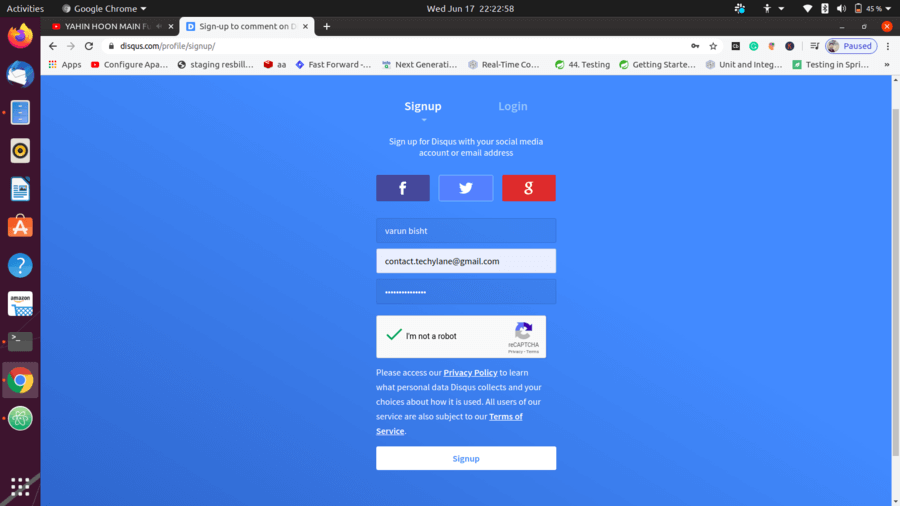 Activities
Google Chrome
Wed Jun 17 22:22:58
45 %
YAHIN HOON MAIN Fu
Sign-up to comment on D
disqus.com/profile/signup/
Paused
Apps
Configure Apa...
staging resbill...
aa
Fast Forward -...
Next Generati...
Real-Time Co...
44. Testing
Getting Starte...
Unit and Integ...
Testing in Spri...
»
Signup
Login
Sign up for Disqus with your social media
account or email address
f
g
varun bisht
contact.techylane@gmail.com
•••••••••••••••
I'm not a robot
reCAPTCHA
Privacy - Terms
Please access our Privacy Policy to learn
what personal data Disqus collects and your
choices about how it is used. All users of our
service are also subject to our Terms of
Service.
Signup
amazon